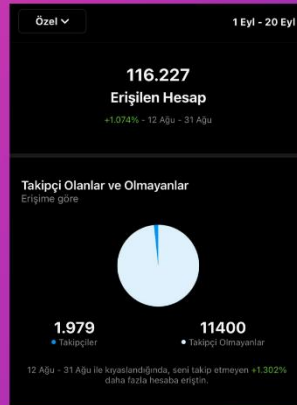 Özel
1 Eyl - 20 Eyl
116.227
Erişilen Hesap
+1.074% - 12 Ağu - 31 Ağu
Takipçi Olanlar ve Olmayanlar
Erişime göre
1.979
Takipçiler
11400
Takipçi Olmayanlar
12 Ağu - 31 Ağu ile kıyaslandığında, seni takip etmeyen +1.302%
daha fazla hesaba eriştin.